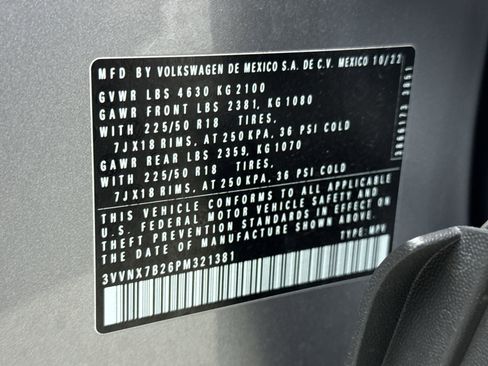 MFD BY VOLKSWAGEN DE MEXICO S.A. DE C.V. MEXICO 10/22
GVWR LBS 4630 KG 2100
GAWR FRONT LBS 2381, KG 1080
WITH 225/50 R18 TIRES,
7JX18 RIMS, AT 250 KPA, 36 PSI COLD
GAWR REAR LBS 2359, KG 1070
WITH 225/50 R18 TIRES,
7JX18 RIMS, AT 250 KPA, 36 PSI COLD
THIS VEHICLE CONFORMS TO ALL APPLICABLE
U.S. FEDERAL MOTOR VEHICLE SAFETY AND
THEFT PREVENTION STANDARDS IN EFFECT ON
THE DATE OF MANUFACTURE SHOWN ABOVE.
3VVNX7B26PM321381 TYPE: MPV